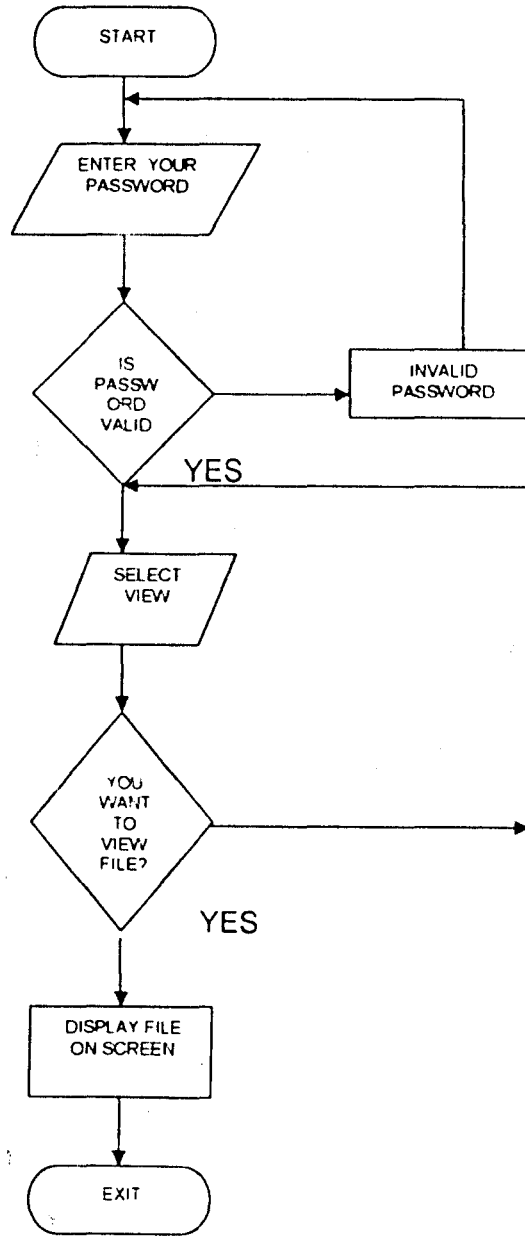 START
ENTER YOUR
PASSWORD
IS
PASSW
ORD
VALID
INVALID
PASSWORD
YES
SELECT
VIEW
YOU
WANT
TO
VIEW
FILE?
YES
DISPLAY FILE
ON SCREEN
EXIT